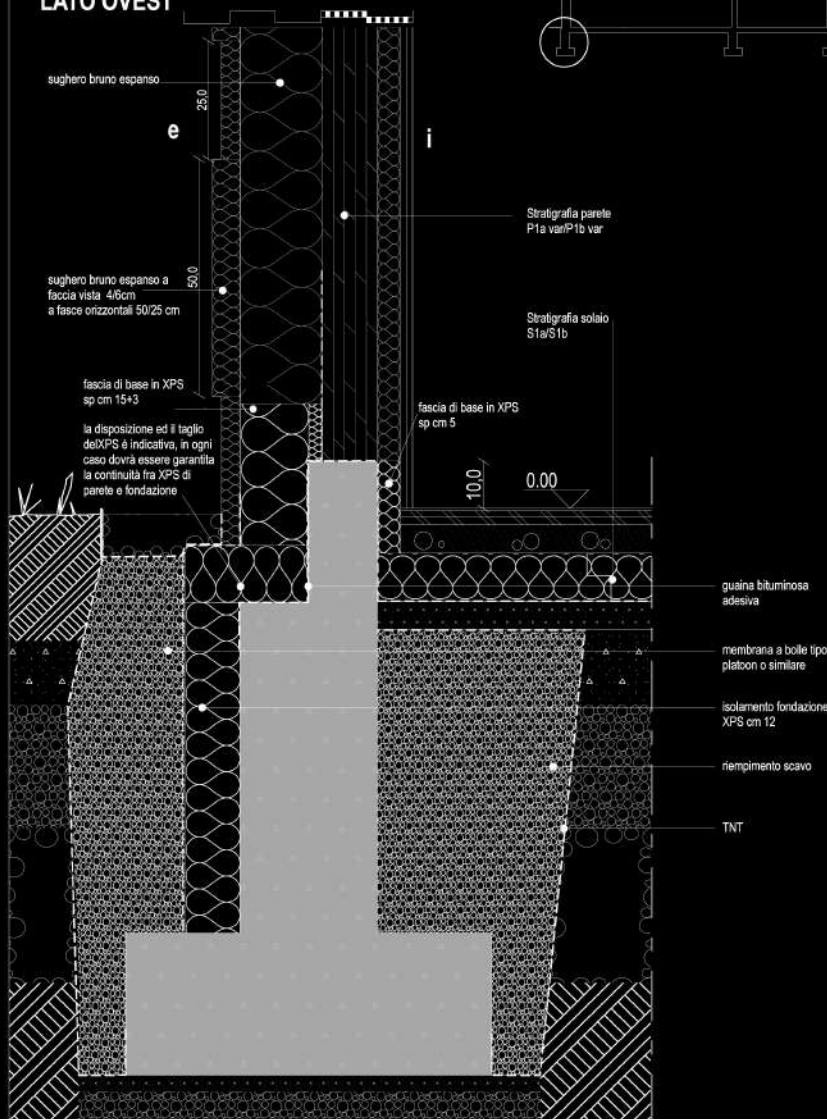 LATO OVEST
sughero bruno espanso
25,0
e
i
Stratigrafia parete
P1a var/P1b var
sughero bruno espanso a
faccia vista 4/6cm
a fasce orizzontali 50/25 cm
50,0
Stratigrafia solaio
S1a/S1b
fascia di base in XPS
sp cm 15+3
fascia di base in XPS
sp cm 5
la disposizione ed il taglio
delXPS è indicativa, in ogni
caso dovrà essere garantita
la continuità fra XPS di
parete e fondazione
10,0
0.00
guaina bituminosa
adesiva
membrana a bolle tipo
platoon o similare
isolamento fondazione
XPS cm 12
riempimento scavo
TNT